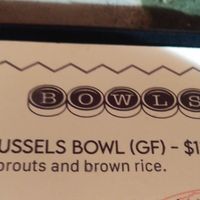 BOWLS
USSELS BOWL (GF) – $1
prouts and brown rice.